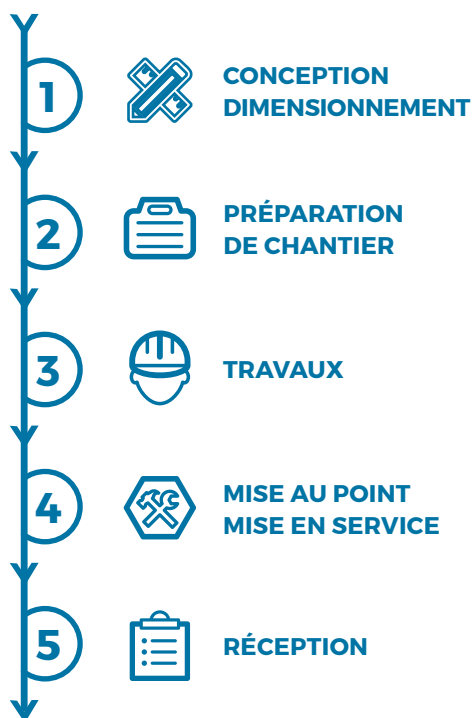 1
CONCEPTION
DIMENSIONNEMENT
2
PRÉPARATION
DE CHANTIER
3
TRAVAUX
4
MISE AU POINT
MISE EN SERVICE
5
RÉCEPTION